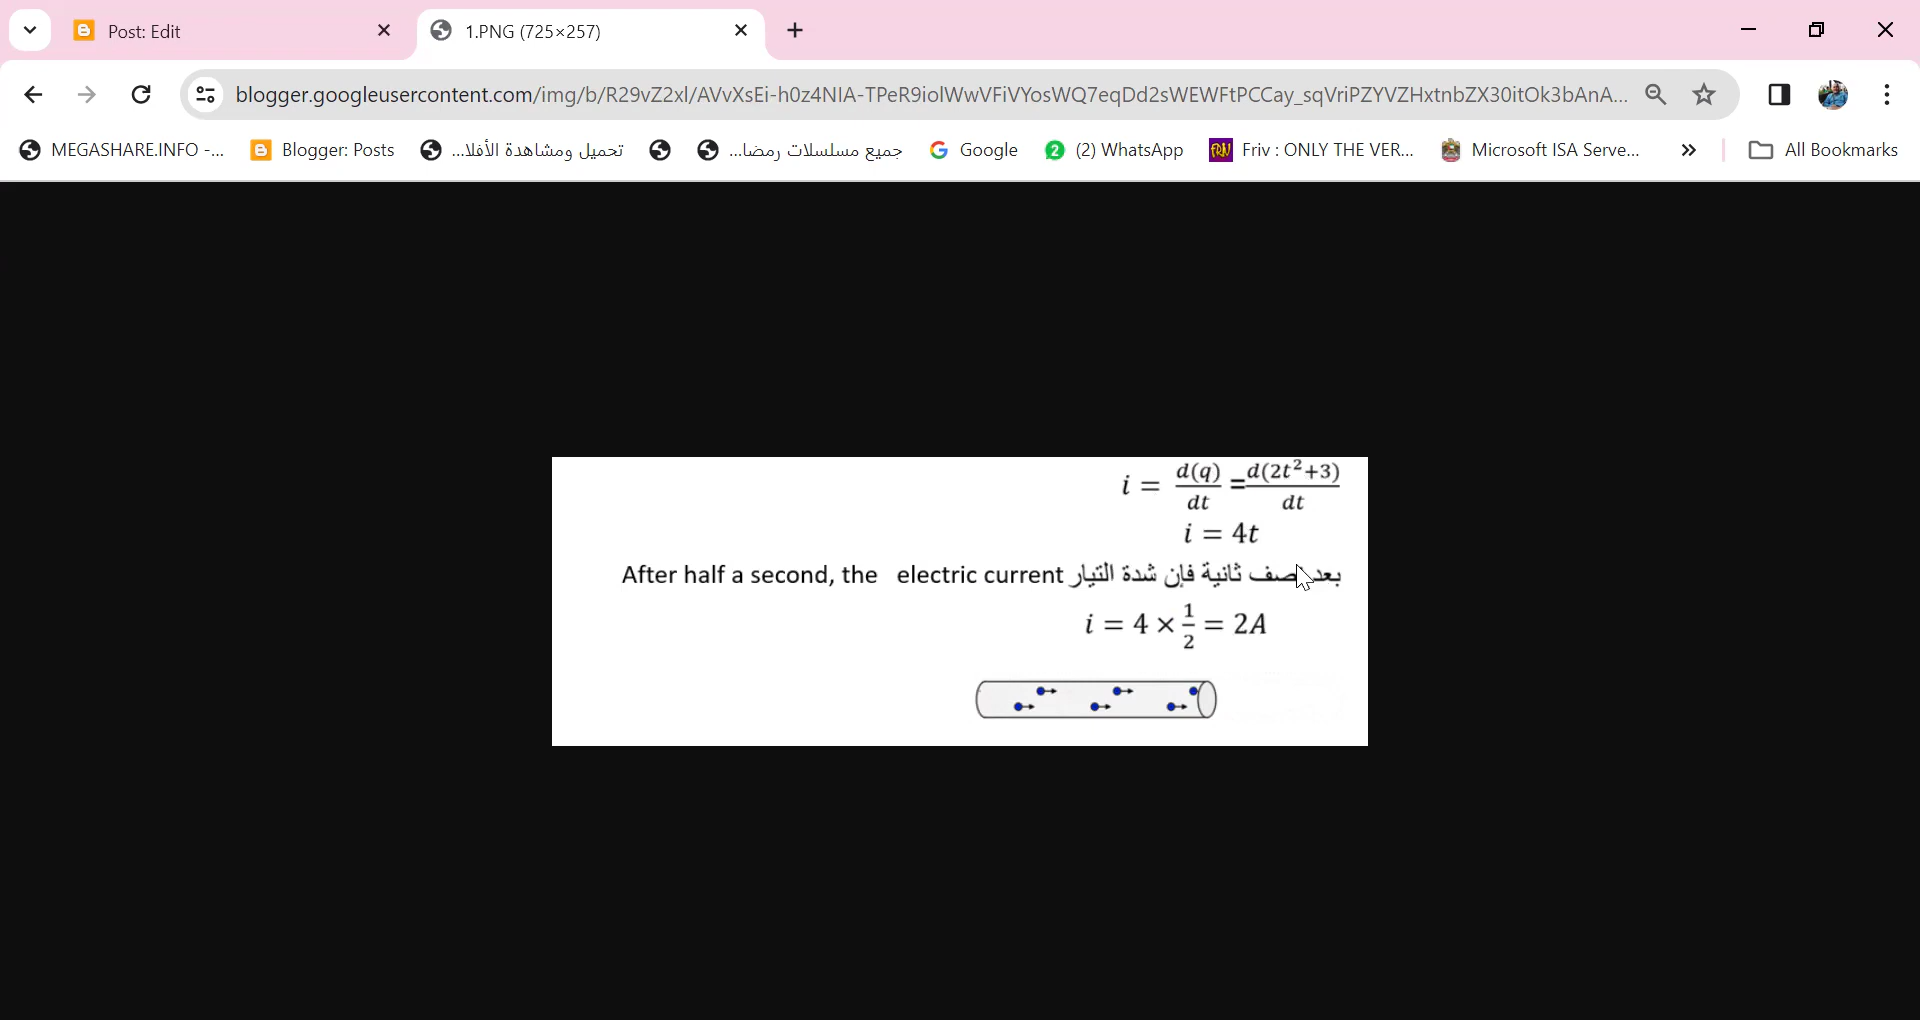 Post: Edit
1.PNG (725×257)
blogger.googleusercontent.com/img/b/R29vZ2xl/AVvXsEi-h0z4NIA-TPeR9iolWwVFiVYosWQ7eqDd2sWEWFtPCCay_sqVriPZYVZHxtnbZX30itOk3bAnA...
MEGASHARE.INFO -... Blogger: Posts تحميل ومشاهدة الأفلا... جميع مسلسلات رمضا... Google (2) WhatsApp Friv : ONLY THE VER... Microsoft ISA Serve... » All Bookmarks
i = d(q)/dt = d(2t²+3)/dt
i = 4t
After half a second, the electric current بعد نصف ثانية فإن شدة التيار
i = 4 × 1/2 = 2A